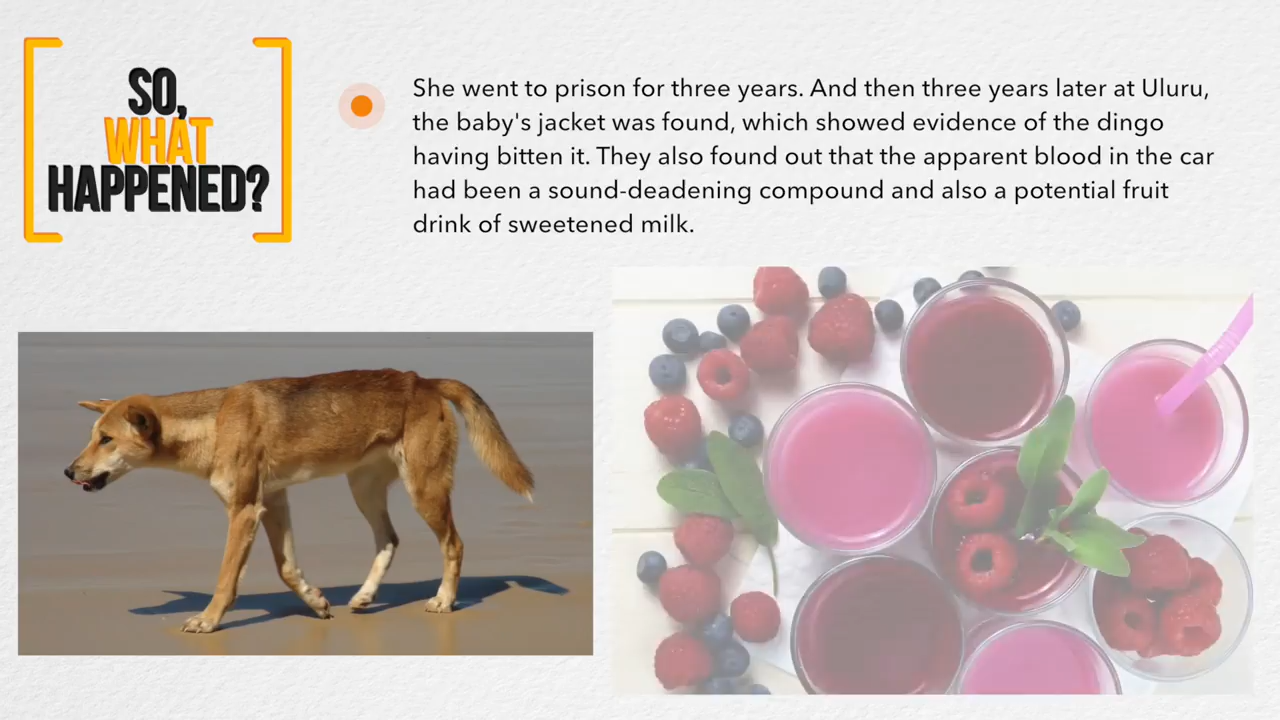 SO,
WHAT
HAPPENED?
She went to prison for three years. And then three years later at Uluru,
the baby's jacket was found, which showed evidence of the dingo
having bitten it. They also found out that the apparent blood in the car
had been a sound-deadening compound and also a potential fruit
drink of sweetened milk.